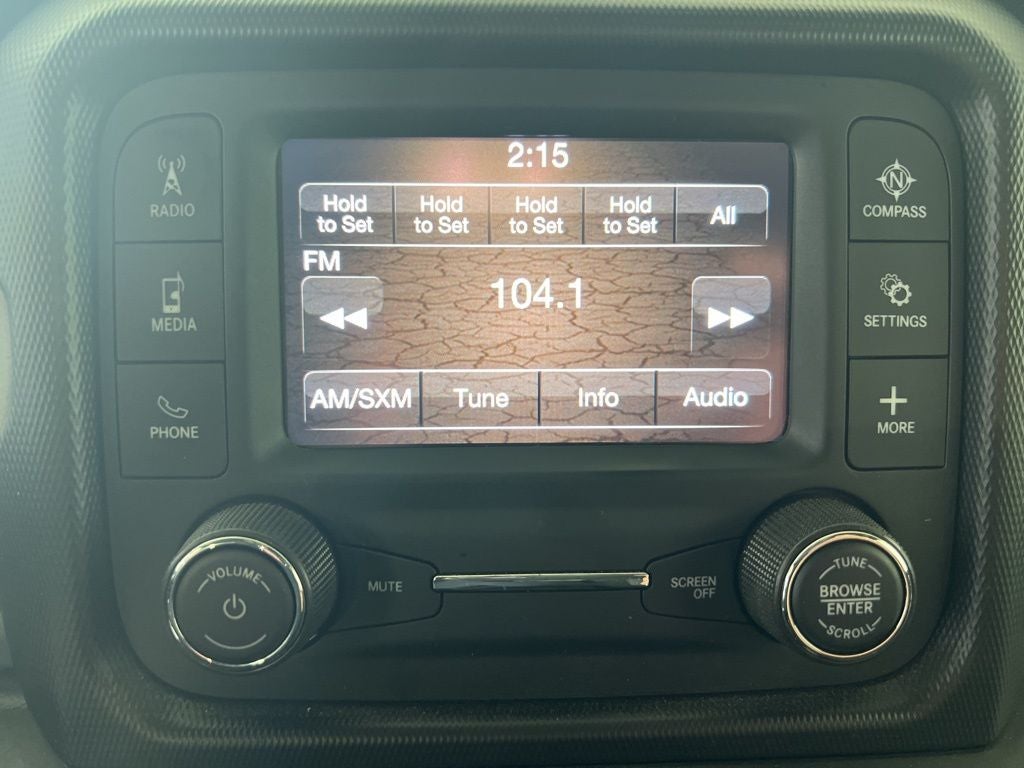 2:15
Hold to Set
Hold to Set
Hold to Set
Hold to Set
All
FM
104.1
AM/SXM
Tune
Info
Audio
RADIO
MEDIA
PHONE
N
COMPASS
SETTINGS
MORE
VOLUME
MUTE
SCREEN
OFF
TUNE
BROWSE
ENTER
SCROLL